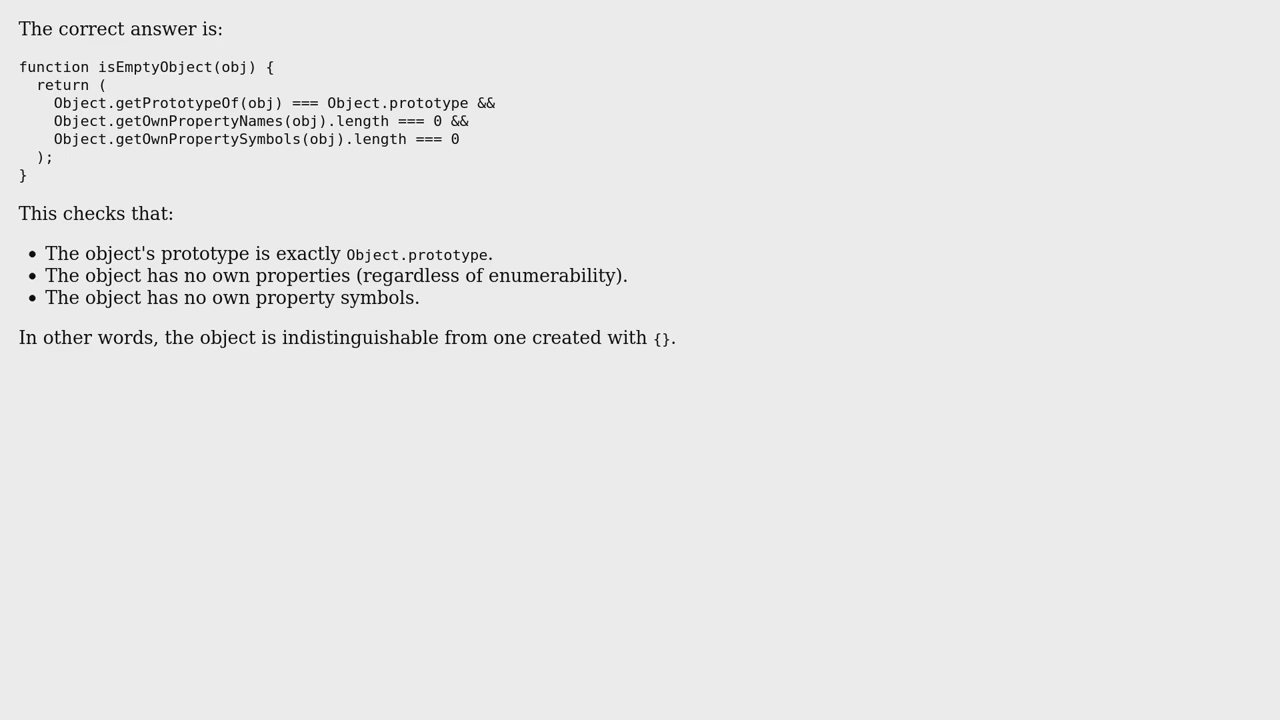 The correct answer is:
function isEmptyObject(obj) {
  return (
    Object.getPrototypeOf(obj) === Object.prototype &&
    Object.getOwnPropertyNames(obj).length === 0 &&
    Object.getOwnPropertySymbols(obj).length === 0
  );
}
This checks that:
• The object's prototype is exactly Object.prototype.
• The object has no own properties (regardless of enumerability).
• The object has no own property symbols.
In other words, the object is indistinguishable from one created with {}.